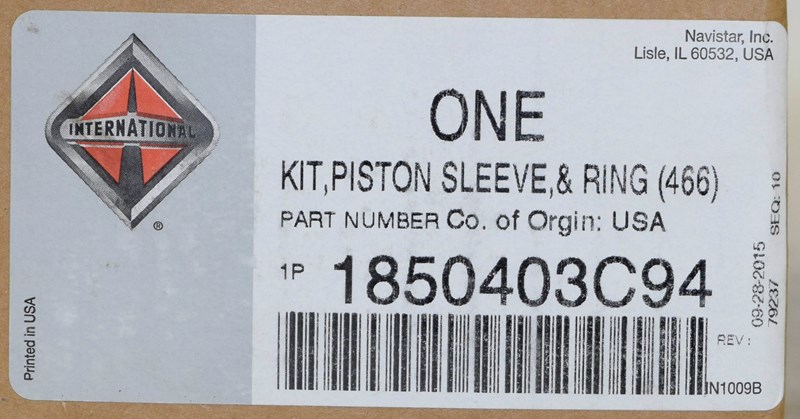 Navistar, Inc.
Lisle, IL 60532, USA
INTERNATIONAL
®
ONE
KIT,PISTON SLEEVE,& RING (466)
PART NUMBER Co. of Orgin: USA
1P 1850403C94
REV:
09-28-2015
79237 SEQ: 10
IN1009B
Printed in USA